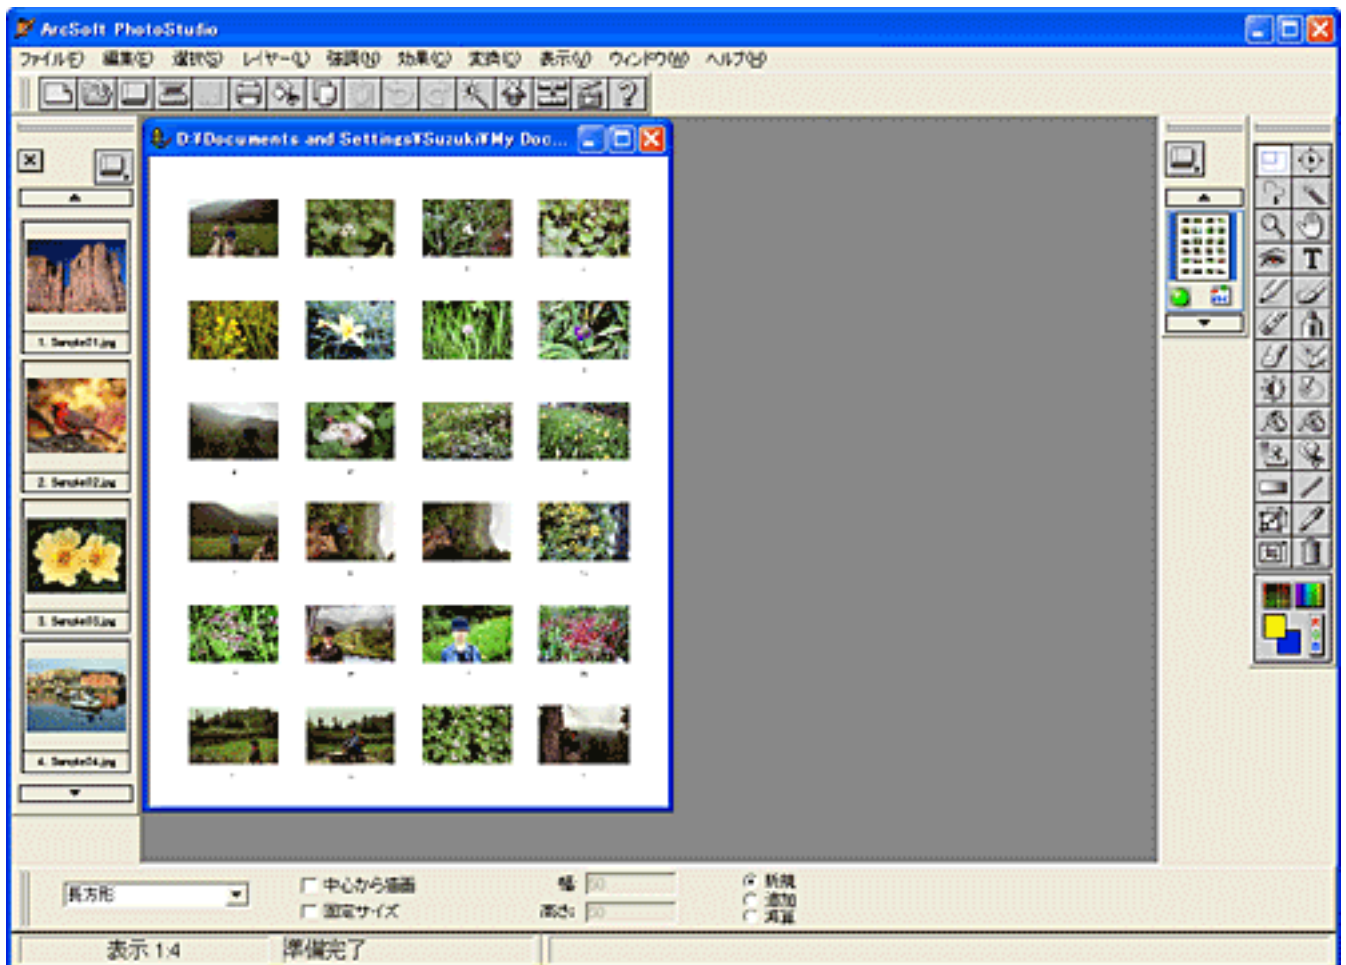 ArcSoft PhotoStudio
ファイル(F) 編集(E) 選択(S) レイヤー(L) 強調(N) 効果(C) 変換(C) 表示(V) ウィンドウ(W) ヘルプ(H)
D:¥Documents and Settings¥Suzuki¥My Doc...
1. Sample01.jpg
2. Sample02.jpg
3. Sample03.jpg
4. Sample04.jpg
T
長方形
中心から描画
固定サイズ
幅: 50
高さ: 50
新規
追加
減算
表示 1:4
準備完了